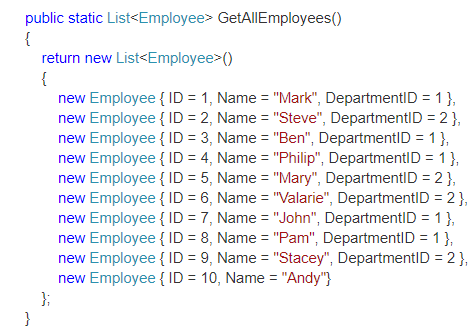 public static List<Employee> GetAllEmployees()
{
return new List<Employee>()
{
new Employee { ID = 1, Name = "Mark", DepartmentID = 1 },
new Employee { ID = 2, Name = "Steve", DepartmentID = 2 },
new Employee { ID = 3, Name = "Ben", DepartmentID = 1 },
new Employee { ID = 4, Name = "Philip", DepartmentID = 1 },
new Employee { ID = 5, Name = "Mary", DepartmentID = 2 },
new Employee { ID = 6, Name = "Valarie", DepartmentID = 2 },
new Employee { ID = 7, Name = "John", DepartmentID = 1 },
new Employee { ID = 8, Name = "Pam", DepartmentID = 1 },
new Employee { ID = 9, Name = "Stacey", DepartmentID = 2 },
new Employee { ID = 10, Name = "Andy"}
};
}